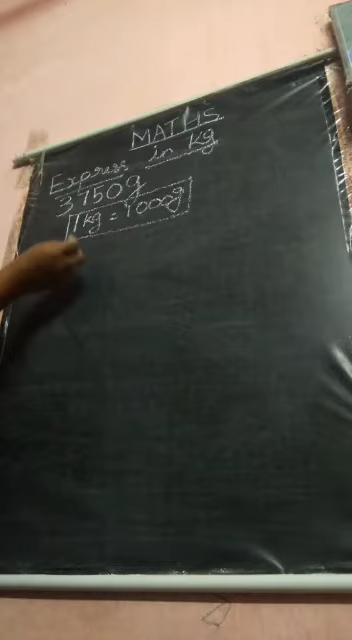 MATHS
Express in kg
3750g
1kg = 1000g